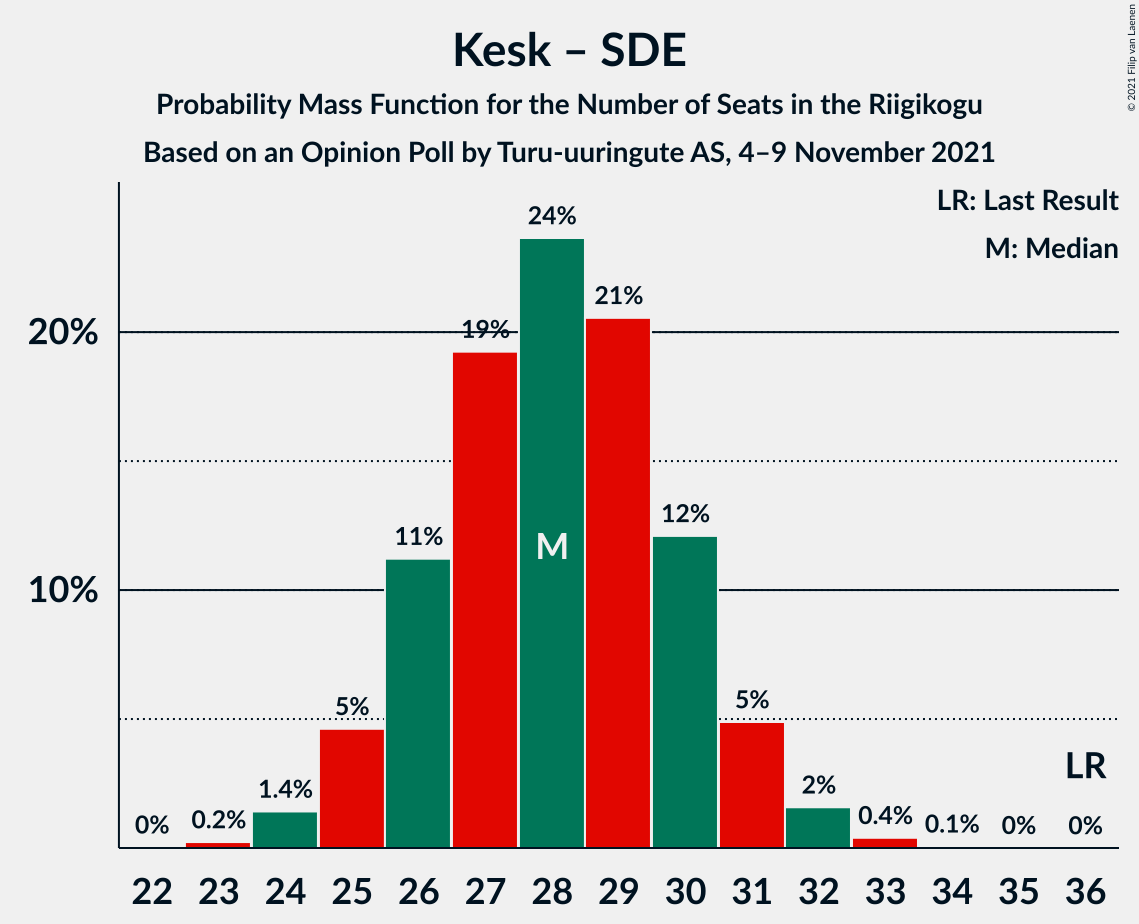 © 2021 Filip van Laenen
Kesk – SDE
Probability Mass Function for the Number of Seats in the Riigikogu
Based on an Opinion Poll by Turu-uuringute AS, 4–9 November 2021
LR: Last Result
M: Median
24%
21%
20%
19%
12%
11%
M
10%
5%
5%
LR
1.4%
2%
0%
0.2%
0.4%
0.1%
0%
0%
22 23 24 25 26 27 28 29 30 31 32 33 34 35 36